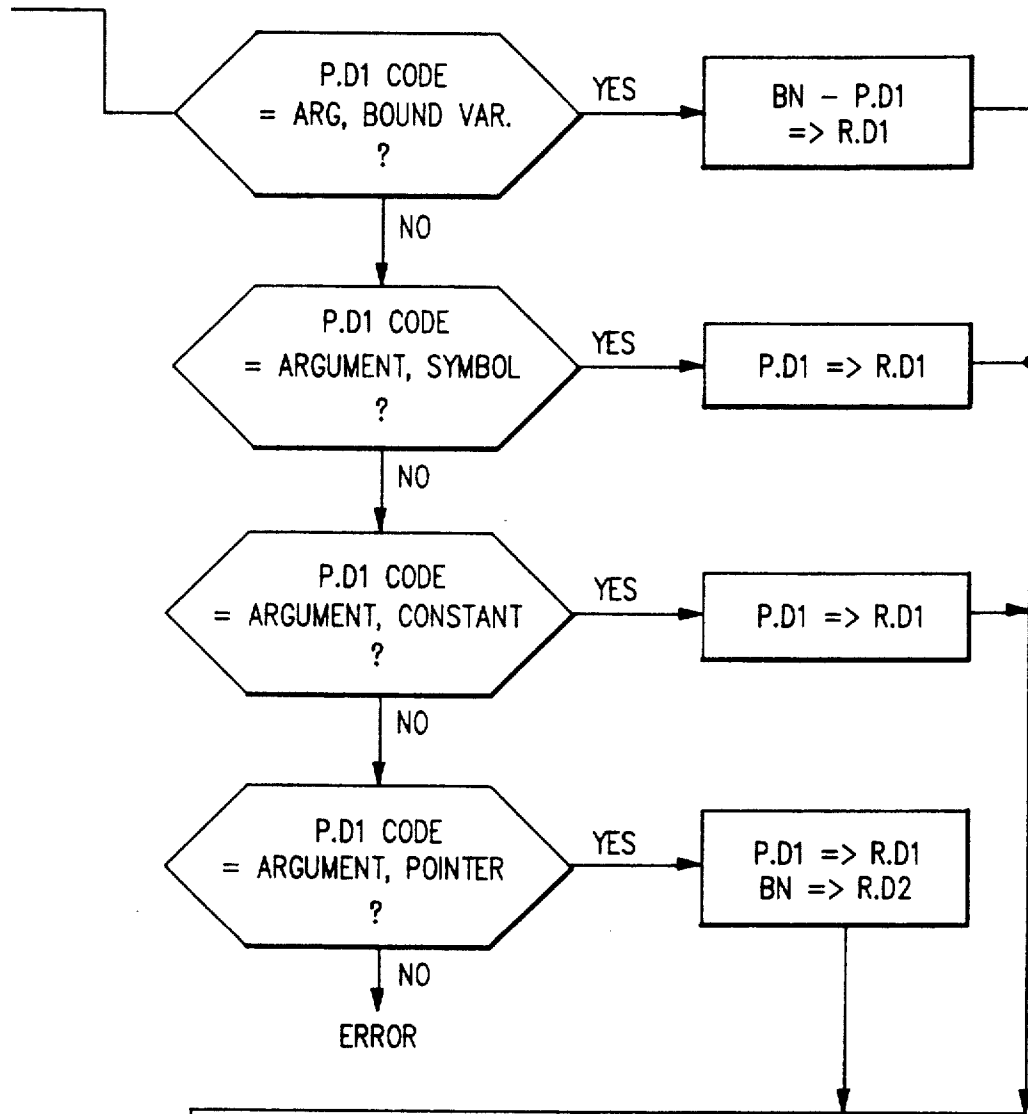 P.D1 CODE
= ARG, BOUND VAR.
?
YES
BN – P.D1
=> R.D1
NO
P.D1 CODE
= ARGUMENT, SYMBOL
?
YES
P.D1 => R.D1
NO
P.D1 CODE
= ARGUMENT, CONSTANT
?
YES
P.D1 => R.D1
NO
P.D1 CODE
= ARGUMENT, POINTER
?
YES
P.D1 => R.D1
BN => R.D2
NO
ERROR